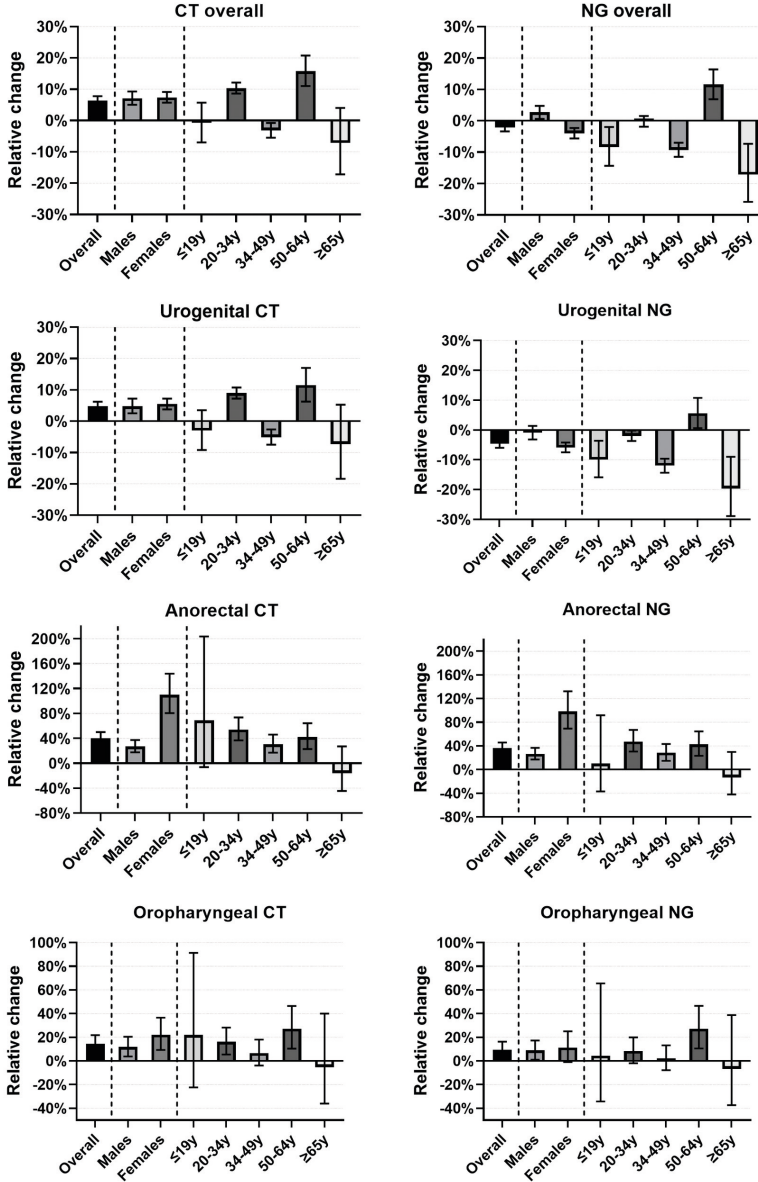 CT overall
Relative change
30%
20%
10%
0%
-10%
-20%
-30%
Overall
Males
Females
≤19y
20-34y
34-49y
50-64y
≥65y
NG overall
Relative change
30%
20%
10%
0%
-10%
-20%
-30%
Overall
Males
Females
≤19y
20-34y
34-49y
50-64y
≥65y
Urogenital CT
Relative change
30%
20%
10%
0%
-10%
-20%
-30%
Overall
Males
Females
≤19y
20-34y
34-49y
50-64y
≥65y
Urogenital NG
Relative change
30%
20%
10%
0%
-10%
-20%
-30%
Overall
Males
Females
≤19y
20-34y
34-49y
50-64y
≥65y
Anorectal CT
Relative change
200%
160%
120%
80%
40%
0%
-40%
-80%
Overall
Males
Females
≤19y
20-34y
34-49y
50-64y
≥65y
Anorectal NG
Relative change
200%
160%
120%
80%
40%
0%
-40%
-80%
Overall
Males
Females
≤19y
20-34y
34-49y
50-64y
≥65y
Oropharyngeal CT
Relative change
100%
80%
60%
40%
20%
0%
-20%
-40%
Overall
Males
Females
≤19y
20-34y
34-49y
50-64y
≥65y
Oropharyngeal NG
Relative change
100%
80%
60%
40%
20%
0%
-20%
-40%
Overall
Males
Females
≤19y
20-34y
34-49y
50-64y
≥65y